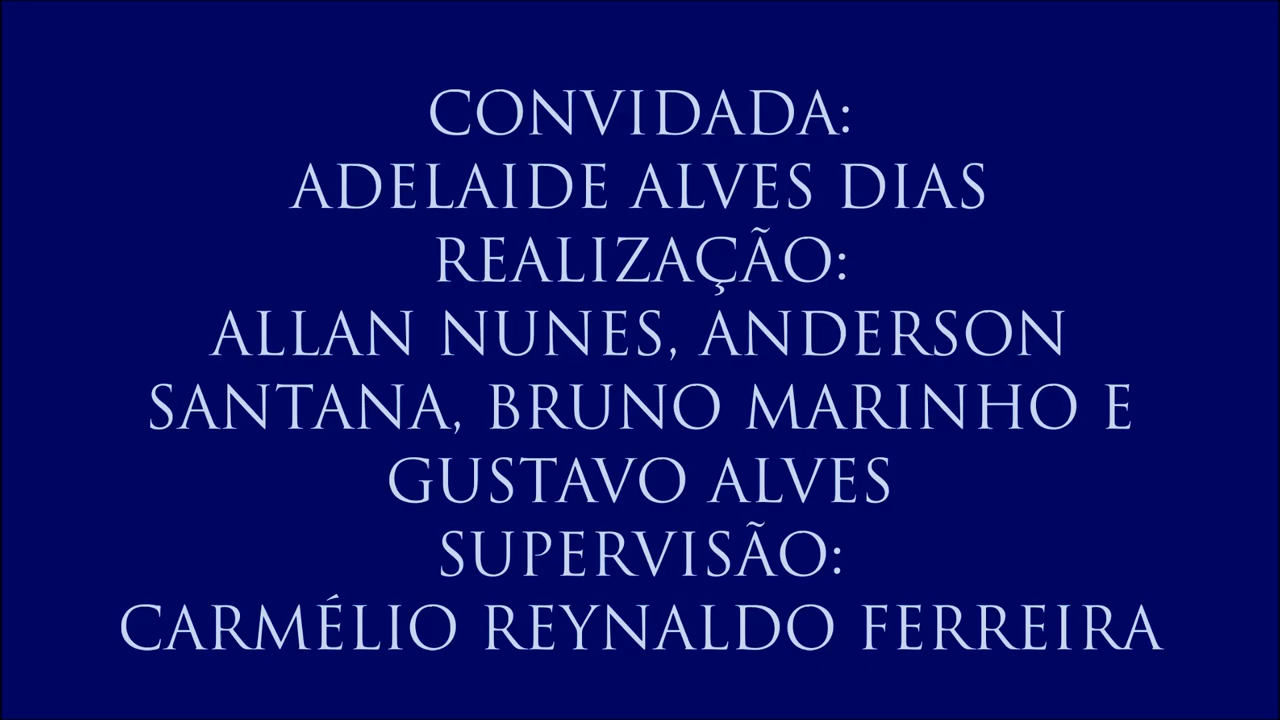 CONVIDADA:
ADELAIDE ALVES DIAS
REALIZAÇÃO:
ALLAN NUNES, ANDERSON
SANTANA, BRUNO MARINHO E
GUSTAVO ALVES
SUPERVISÃO:
CARMÉLIO REYNALDO FERREIRA